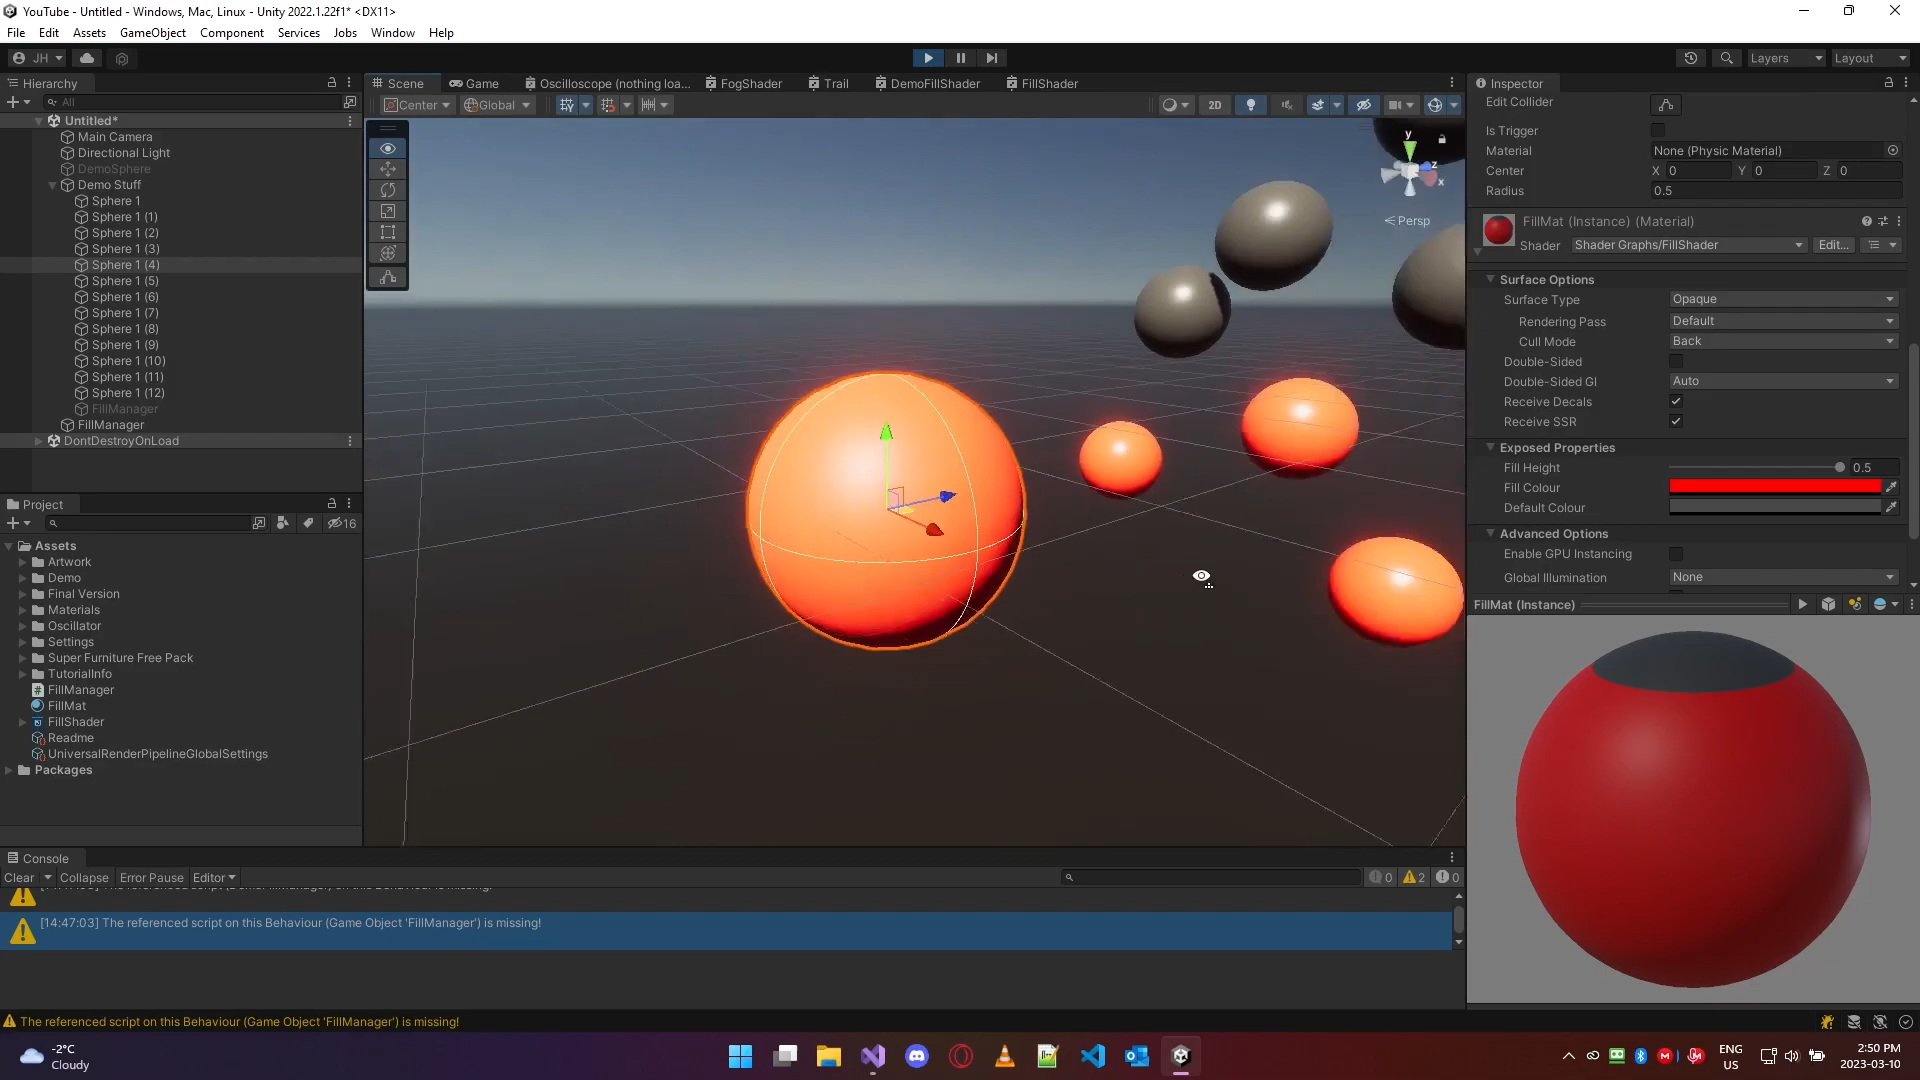 YouTube - Untitled - Windows, Mac, Linux - Unity 2022.1.22f1* <DX11>
File Edit Assets GameObject Component Services Jobs Window Help
JH
Layers Layout
Hierarchy
All
Untitled*
Main Camera
Directional Light
DemoSphere
Demo Stuff
Sphere 1
Sphere 1 (1)
Sphere 1 (2)
Sphere 1 (3)
Sphere 1 (4)
Sphere 1 (5)
Sphere 1 (6)
Sphere 1 (7)
Sphere 1 (8)
Sphere 1 (9)
Sphere 1 (10)
Sphere 1 (11)
Sphere 1 (12)
FillManager
FillManager
DontDestroyOnLoad
Project
16
Assets
Artwork
Demo
Final Version
Materials
Oscillator
Settings
Super Furniture Free Pack
TutorialInfo
FillManager
FillMat
FillShader
Readme
UniversalRenderPipelineGlobalSettings
Packages
Scene Game Oscilloscope (nothing loa... FogShader Trail DemoFillShader FillShader
Center Global 2D
y
z
x
Persp
Inspector
Edit Collider
Is Trigger
Material None (Physic Material)
Center X 0 Y 0 Z 0
Radius 0.5
FillMat (Instance) (Material)
Shader Shader Graphs/FillShader Edit...
Surface Options
Surface Type Opaque
Rendering Pass Default
Cull Mode Back
Double-Sided
Double-Sided GI Auto
Receive Decals
Receive SSR
Exposed Properties
Fill Height 0.5
Fill Colour
Default Colour
Advanced Options
Enable GPU Instancing
Global Illumination None
FillMat (Instance)
Console
Clear Collapse Error Pause Editor
0 2 0
[14:47:03] The referenced script on this Behaviour (Game Object 'FillManager') is missing!
The referenced script on this Behaviour (Game Object 'FillManager') is missing!
-2°C
Cloudy
ENG
US
2:50 PM
2023-03-10